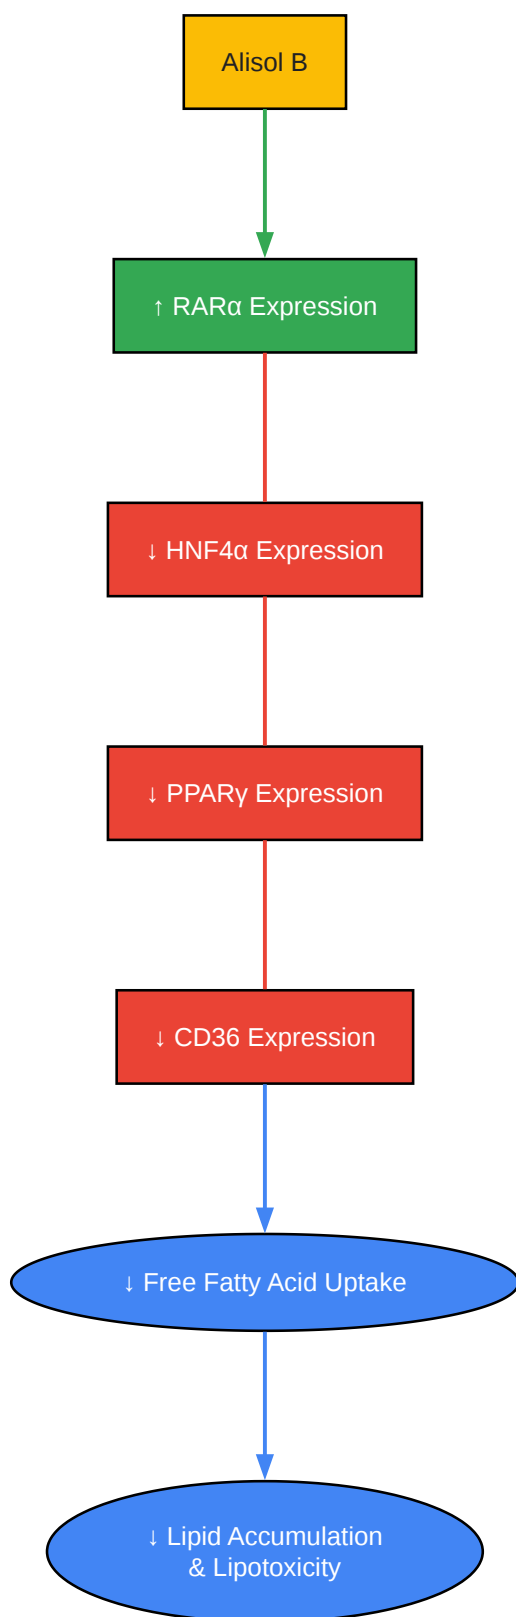 Alisol B
↑ RARα Expression
↓ HNF4α Expression
↓ PPARγ Expression
↓ CD36 Expression
↓ Free Fatty Acid Uptake
↓ Lipid Accumulation
& Lipotoxicity